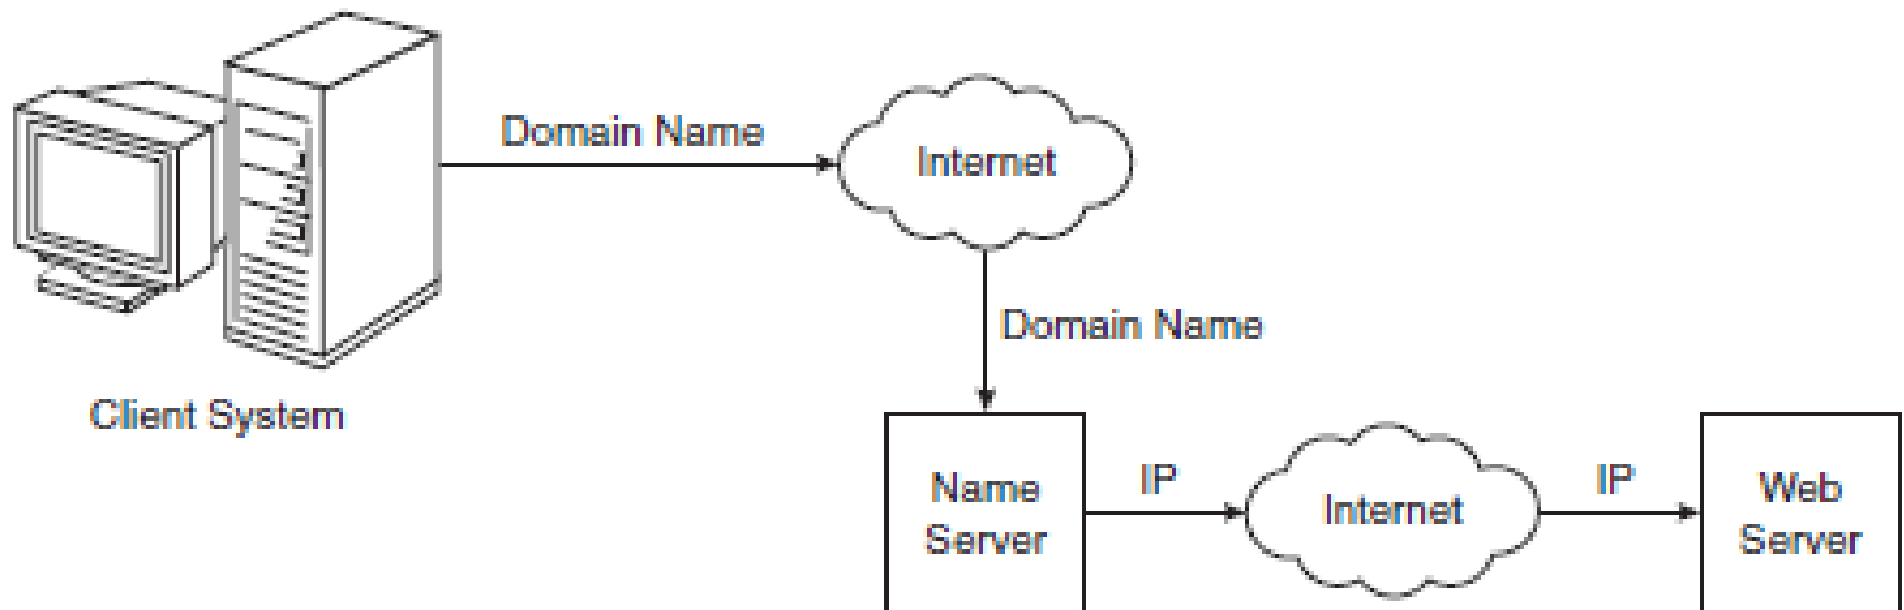 Domain Name
Internet
Domain Name
Client System
Name
Server
IP
Internet
IP
Web
Server